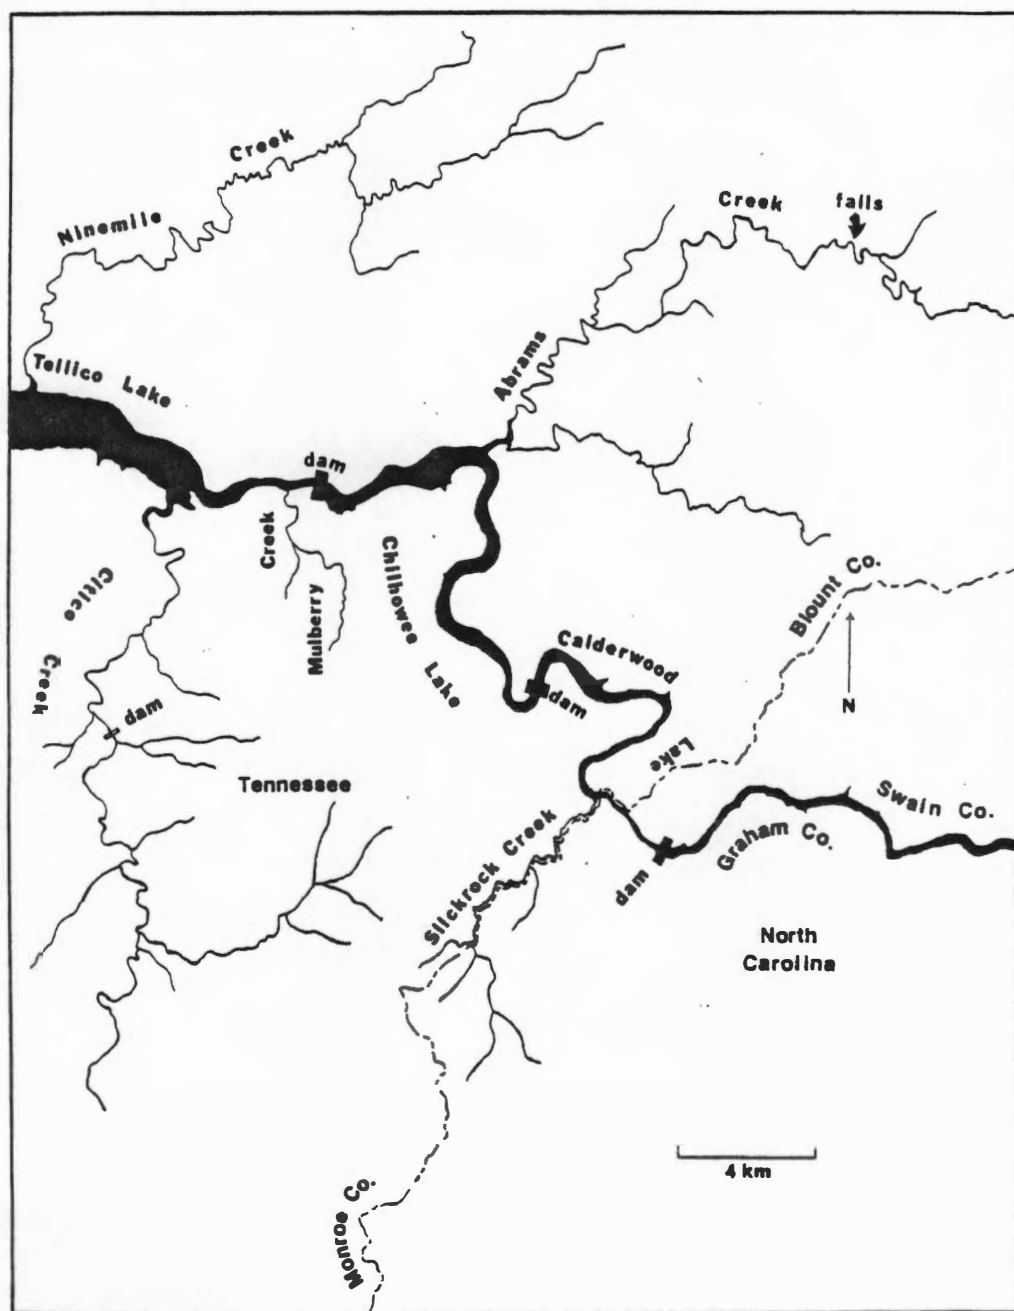 Ninemile Creek
Creek
falls
Abrams
Tellico Lake
dam
Creek
Mulberry
Chilhowee Lake
Citico Creek
dam
Calderwood
dam
Lake
Blount Co.
N
Tennessee
Swain Co.
Graham Co.
dam
Slickrock Creek
North
Carolina
4 km
Monroe Co.